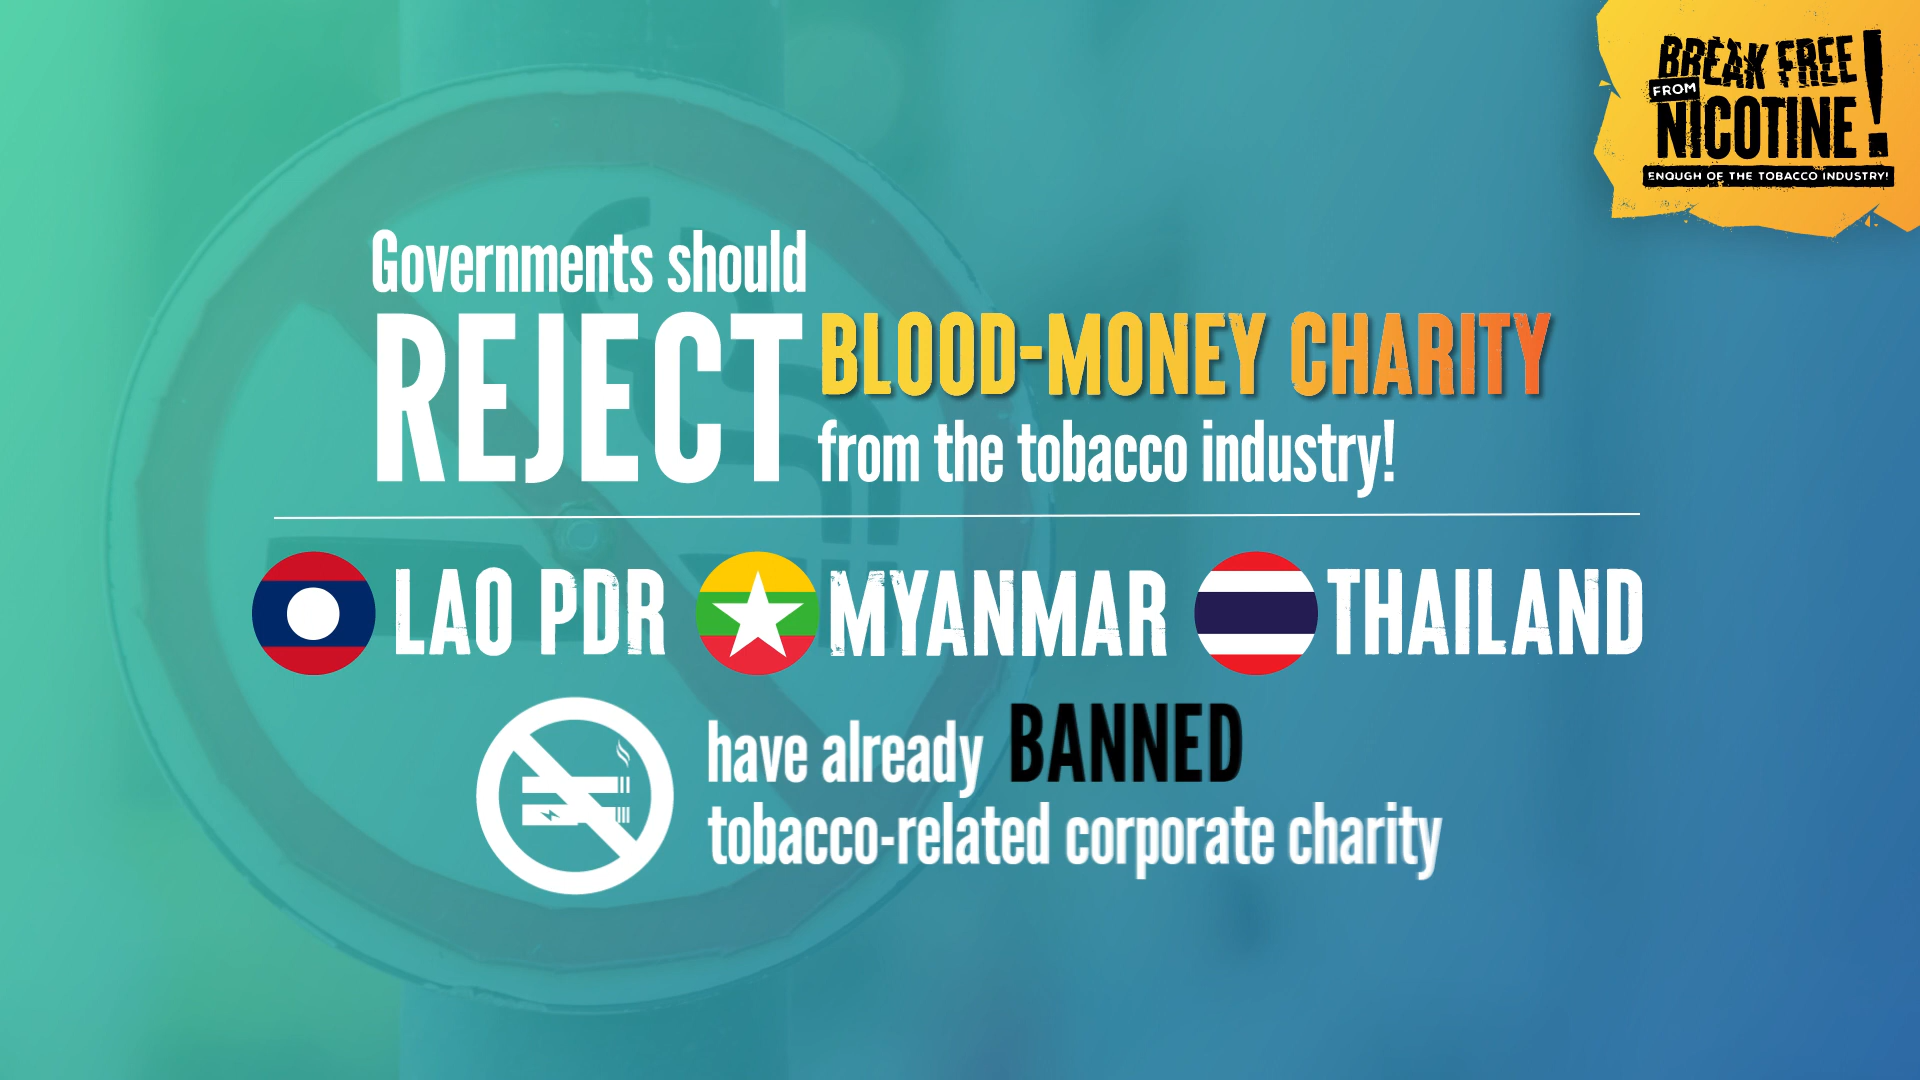 BREAK FREE
FROM
NICOTINE!
ENOUGH OF THE TOBACCO INDUSTRY!
Governments should
REJECT BLOOD-MONEY CHARITY
from the tobacco industry!
LAO PDR MYANMAR THAILAND
have already BANNED
tobacco-related corporate charity